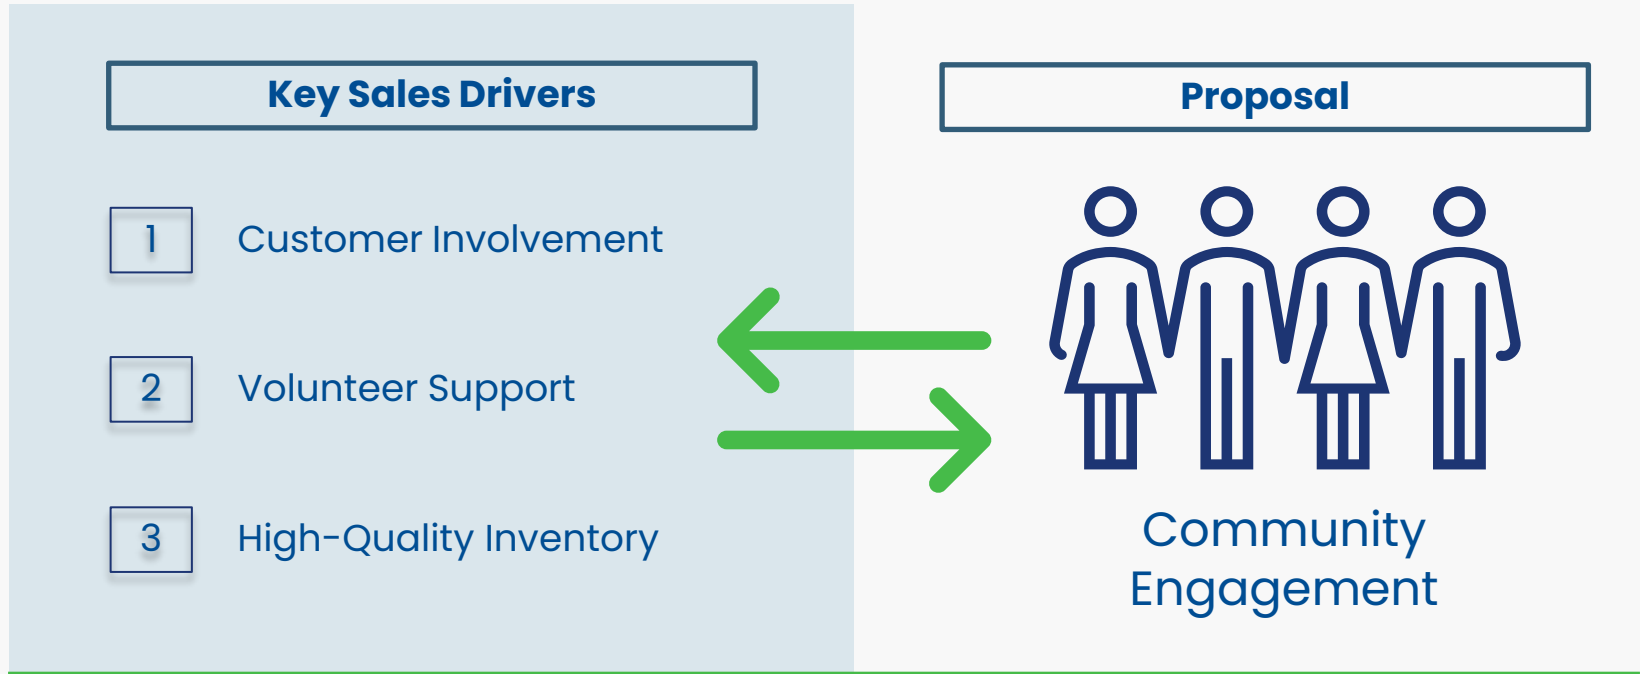 Key Sales Drivers
1 Customer Involvement
2 Volunteer Support
3 High-Quality Inventory
Proposal
Community
Engagement